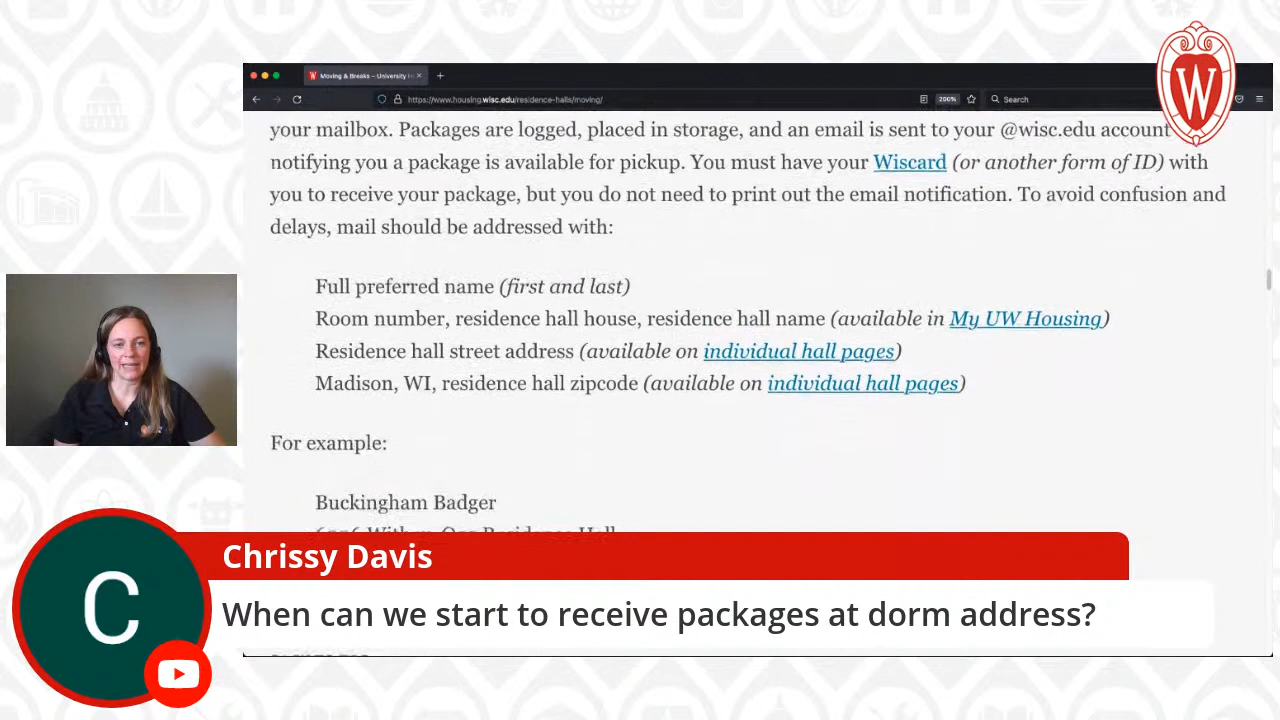 Moving & Breaks – University H
https://www.housing.wisc.edu/residence-halls/moving/
200%
Search
W
your mailbox. Packages are logged, placed in storage, and an email is sent to your @wisc.edu account
notifying you a package is available for pickup. You must have your Wiscard (or another form of ID) with
you to receive your package, but you do not need to print out the email notification. To avoid confusion and
delays, mail should be addressed with:
Full preferred name (first and last)
Room number, residence hall house, residence hall name (available in My UW Housing)
Residence hall street address (available on individual hall pages)
Madison, WI, residence hall zipcode (available on individual hall pages)
For example:
Buckingham Badger
Residence Hall
Chrissy Davis
C
When can we start to receive packages at dorm address?